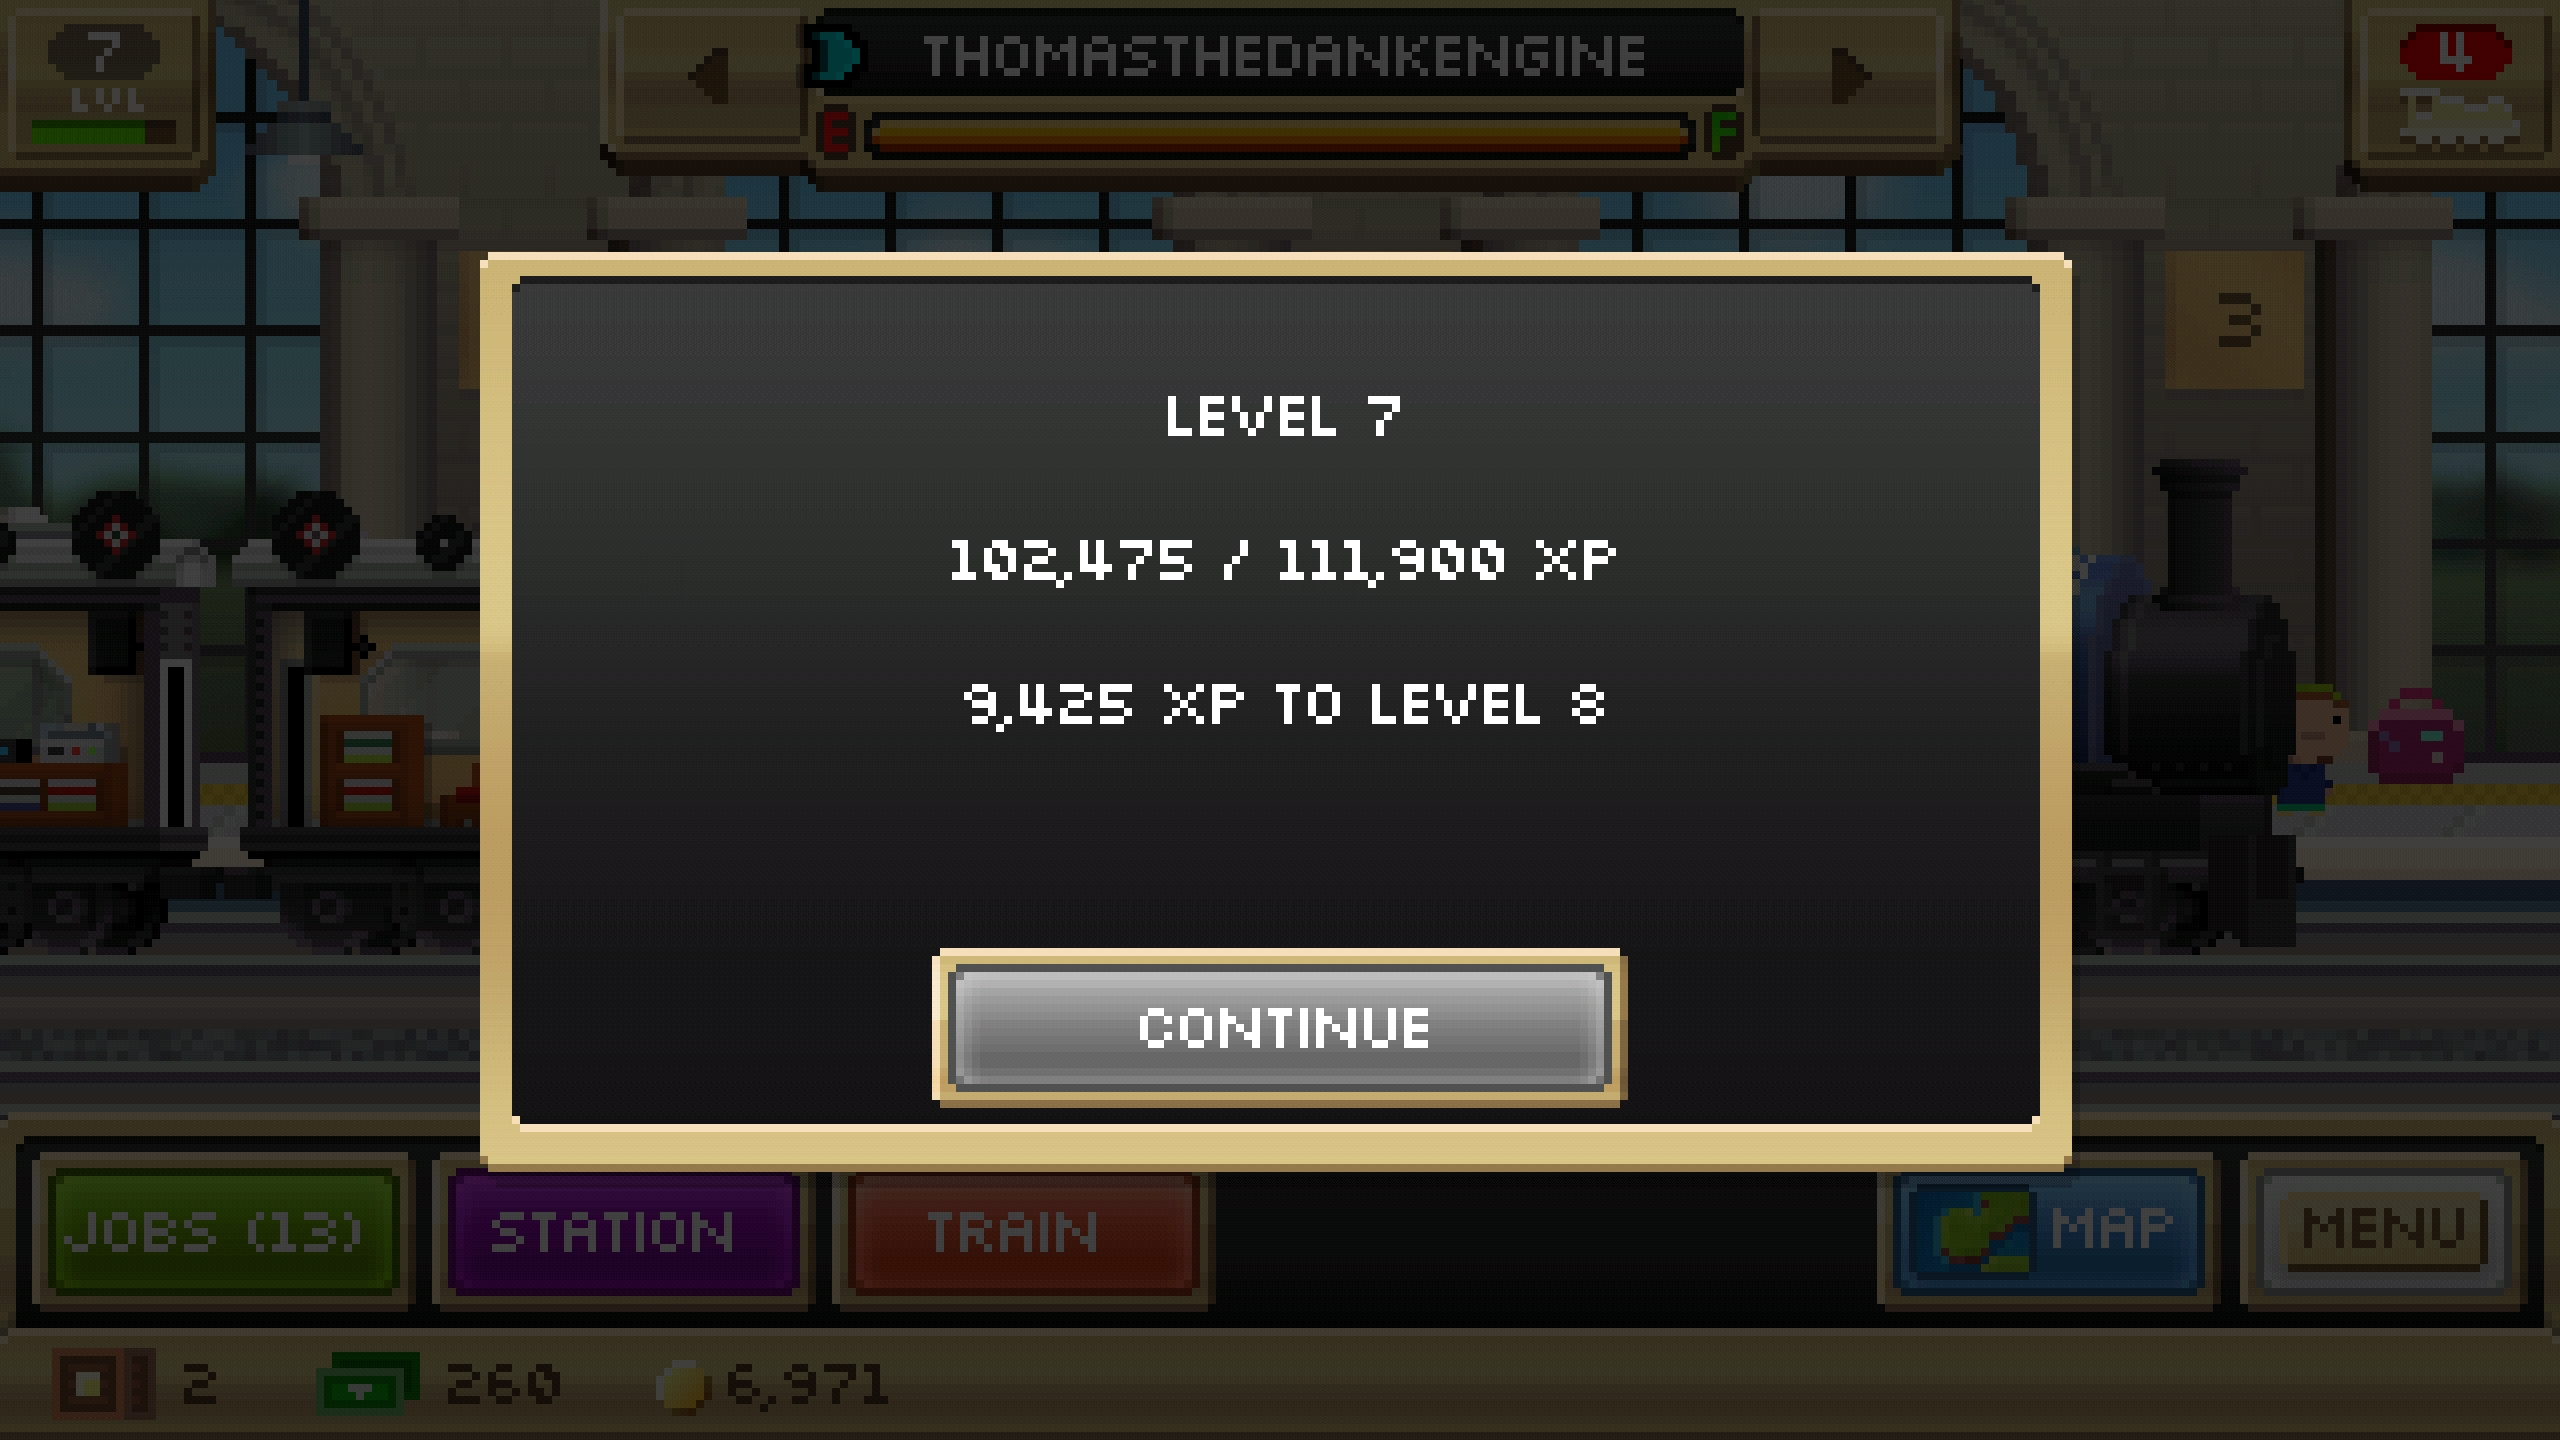 7
LVL
THOMASTHEDANKENGINE
E
F
4
3
LEVEL 7
102,475 / 111,900 XP
9,425 XP TO LEVEL 8
CONTINUE
JOBS (13)
STATION
TRAIN
MAP
MENU
2
260
6,971